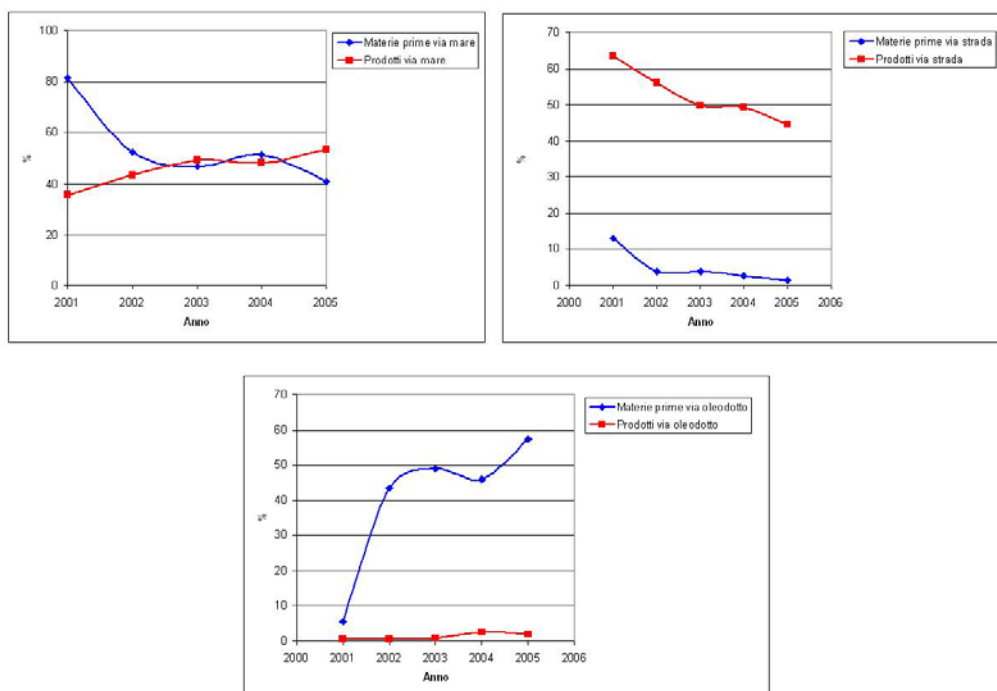 100
80
60
40
20
0
%
2001 2002 2003 2004 2005
Anno
Materie prime via mare
Prodotti via mare
70
60
50
40
30
20
10
0
%
2000 2001 2002 2003 2004 2005 2006
Anno
Materie prime via strada
Prodotti via strada
70
60
50
40
30
20
10
0
%
2000 2001 2002 2003 2004 2005 2006
Anno
Materie prime via oleodotto
Prodotti via oleodotto